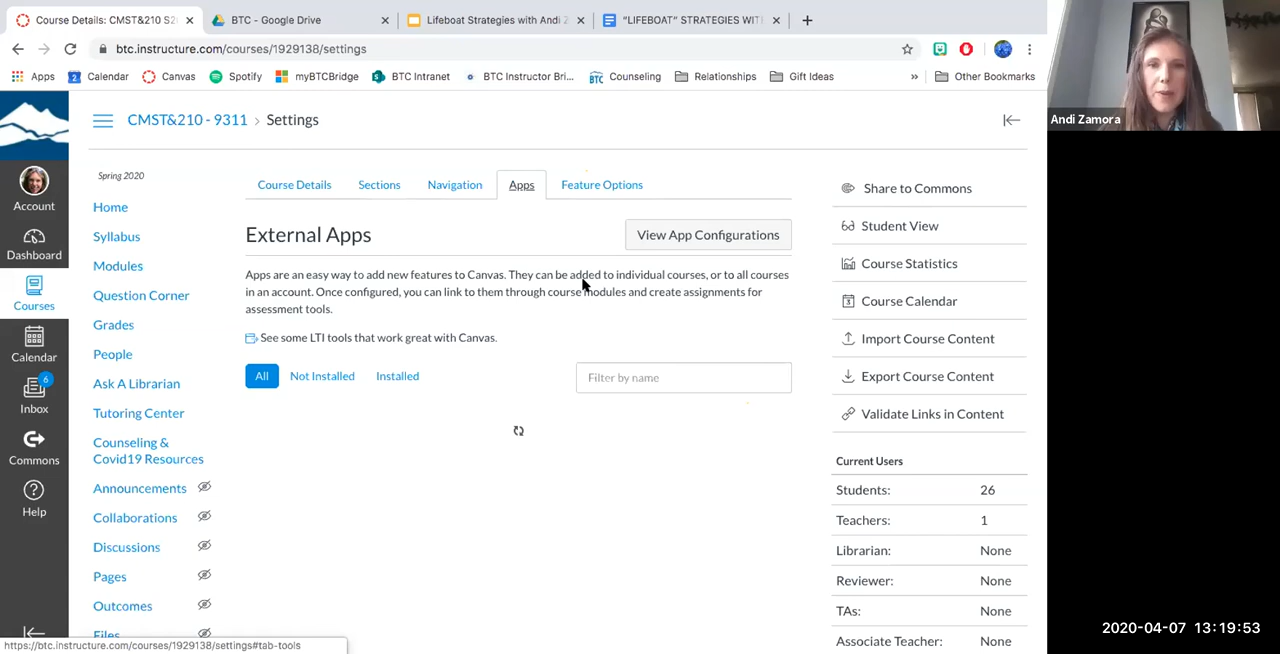 Course Details: CMST&210 S2
BTC - Google Drive
Lifeboat Strategies with Andi Z
"LIFEBOAT" STRATEGIES WIT
btc.instructure.com/courses/1929138/settings
Apps
Calendar
Canvas
Spotify
myBTCBridge
BTC Intranet
BTC Instructor Bri...
BTC
Counseling
Relationships
Gift Ideas
»
Other Bookmarks
Andi Zamora
CMST&210 - 9311 > Settings
Account
Dashboard
Courses
Calendar
6
Inbox
Commons
Help
Spring 2020
Home
Syllabus
Modules
Question Corner
Grades
People
Ask A Librarian
Tutoring Center
Counseling &
Covid19 Resources
Announcements
Collaborations
Discussions
Pages
Outcomes
Files
Course Details
Sections
Navigation
Apps
Feature Options
External Apps
View App Configurations
Apps are an easy way to add new features to Canvas. They can be added to individual courses, or to all courses
in an account. Once configured, you can link to them through course modules and create assignments for
assessment tools.
See some LTI tools that work great with Canvas.
All
Not Installed
Installed
Filter by name
Share to Commons
Student View
Course Statistics
Course Calendar
Import Course Content
Export Course Content
Validate Links in Content
Current Users
Students: 26
Teachers: 1
Librarian: None
Reviewer: None
TAs: None
Associate Teacher: None
https://btc.instructure.com/courses/1929138/settings#tab-tools
2020-04-07 13:19:53